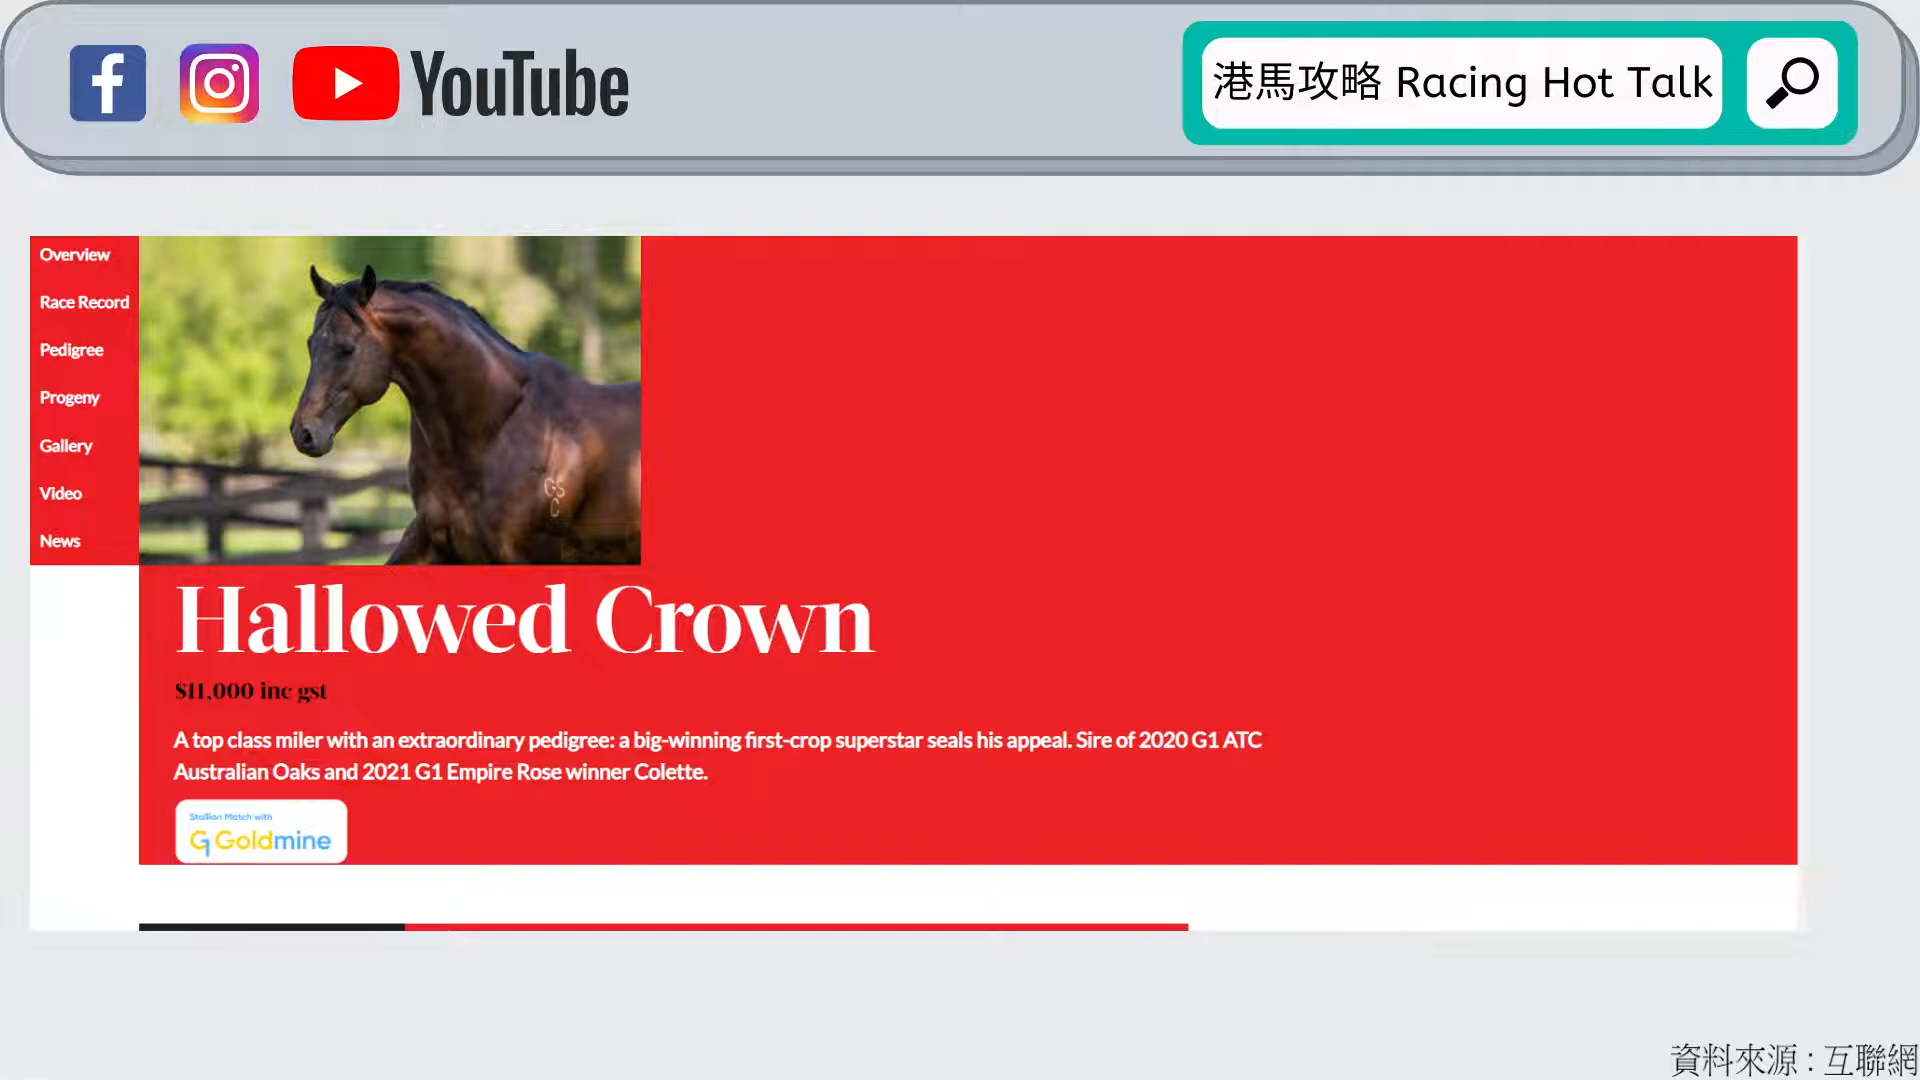 YouTube
港馬攻略 Racing Hot Talk
Overview
Race Record
Pedigree
Progeny
Gallery
Video
News
Hallowed Crown
$11,000 inc gst
A top class miler with an extraordinary pedigree: a big-winning first-crop superstar seals his appeal. Sire of 2020 G1 ATC
Australian Oaks and 2021 G1 Empire Rose winner Colette.
Stallion Match with
Goldmine
資料來源 : 互聯網